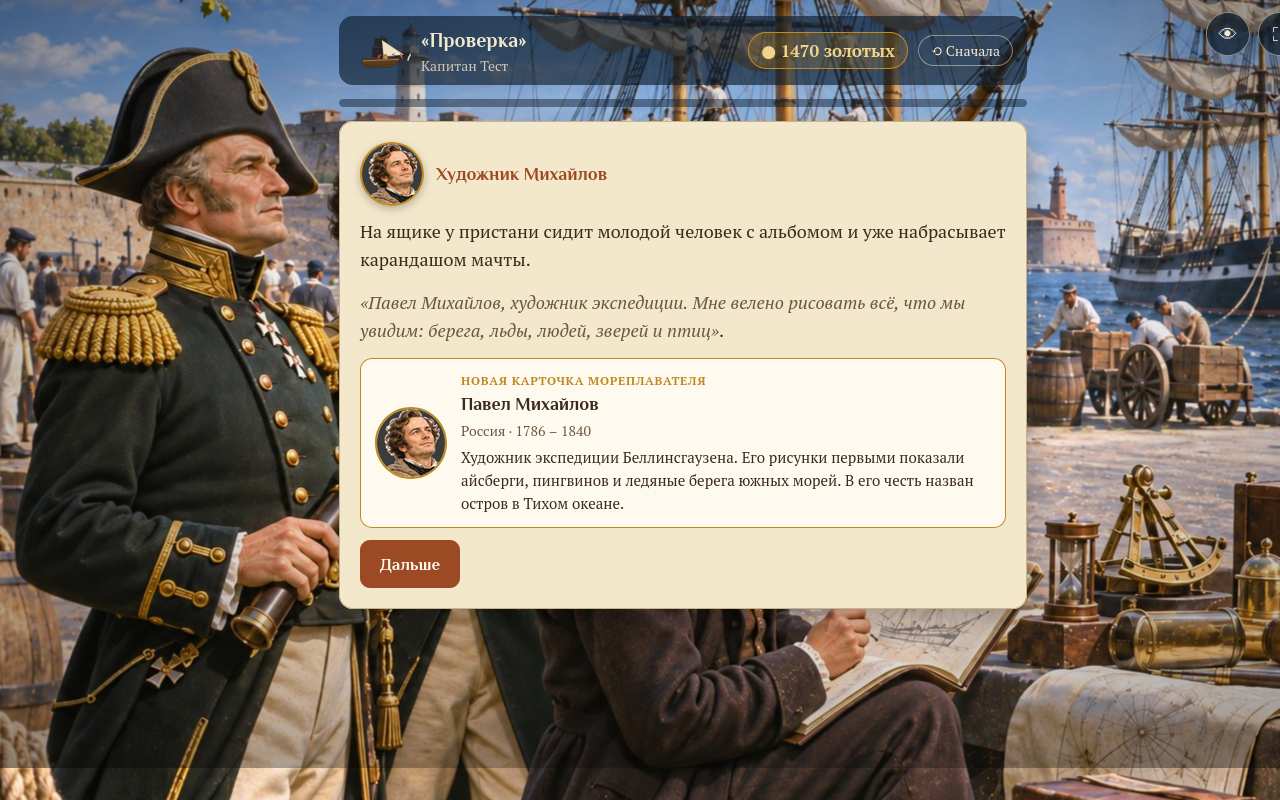 «Проверка»
Капитан Тест
1470 золотых
⟲ Сначала
Художник Михайлов
На ящике у пристани сидит молодой человек с альбомом и уже набрасывает
карандашом мачты.
«Павел Михайлов, художник экспедиции. Мне велено рисовать всё, что мы
увидим: берега, льды, людей, зверей и птиц».
НОВАЯ КАРТОЧКА МОРЕПЛАВАТЕЛЯ
Павел Михайлов
Россия · 1786 – 1840
Художник экспедиции Беллинсгаузена. Его рисунки первыми показали
айсберги, пингвинов и ледяные берега южных морей. В его честь назван
остров в Тихом океане.
Дальше